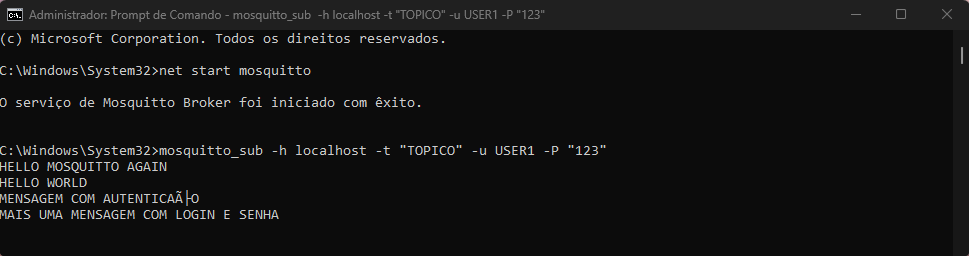 Administrador: Prompt de Comando - mosquitto_sub -h localhost -t "TOPICO" -u USER1 -P "123"
(c) Microsoft Corporation. Todos os direitos reservados.
C:\Windows\System32>net start mosquitto
O serviço de Mosquitto Broker foi iniciado com êxito.
C:\Windows\System32>mosquitto_sub -h localhost -t "TOPICO" -u USER1 -P "123"
HELLO MOSQUITTO AGAIN
HELLO WORLD
MENSAGEM COM AUTENTICAÃ├O
MAIS UMA MENSAGEM COM LOGIN E SENHA